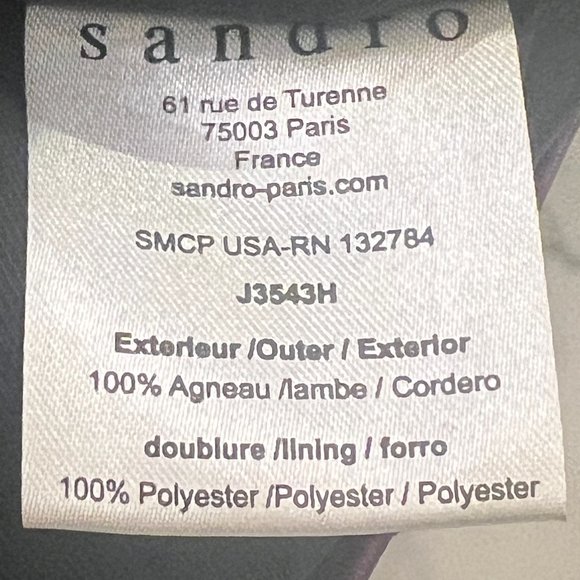 sandro
61 rue de Turenne
75003 Paris
France
sandro-paris.com
SMCP USA-RN 132784
J3543H
Exterieur /Outer / Exterior
100% Agneau /lambe / Cordero
doublure /lining / forro
100% Polyester /Polyester / Polyester